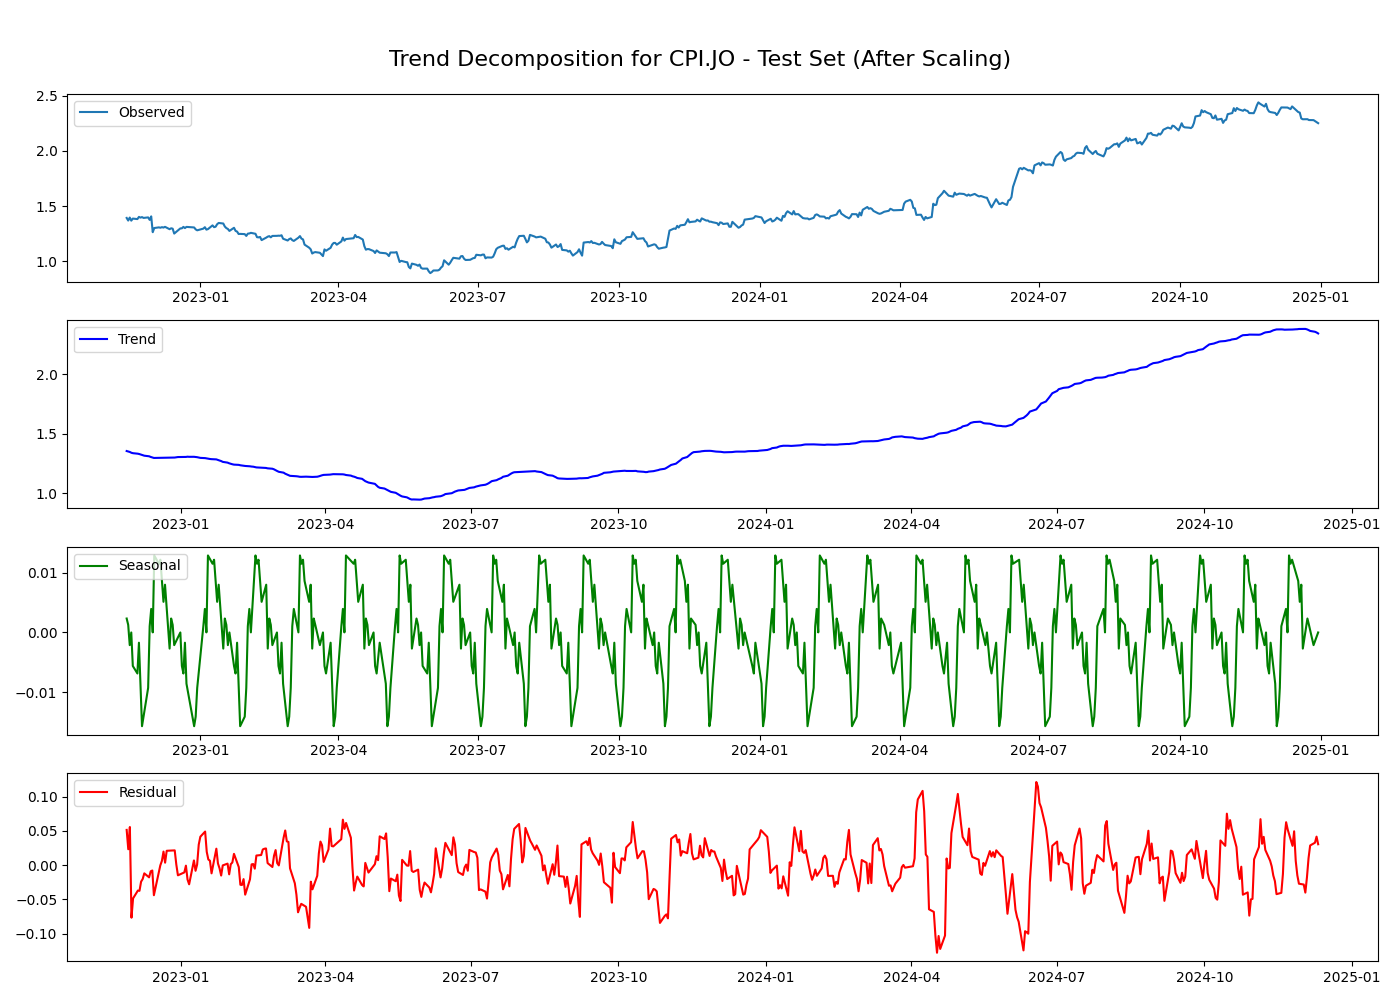 Trend Decomposition for CPI.JO - Test Set (After Scaling)
Observed
2.5
2.0
1.5
1.0
2023-01 2023-04 2023-07 2023-10 2024-01 2024-04 2024-07 2024-10 2025-01
Trend
2.0
1.5
1.0
2023-01 2023-04 2023-07 2023-10 2024-01 2024-04 2024-07 2024-10 2025-01
Seasonal
0.01
0.00
−0.01
2023-01 2023-04 2023-07 2023-10 2024-01 2024-04 2024-07 2024-10 2025-01
Residual
0.10
0.05
0.00
−0.05
−0.10
2023-01 2023-04 2023-07 2023-10 2024-01 2024-04 2024-07 2024-10 2025-01